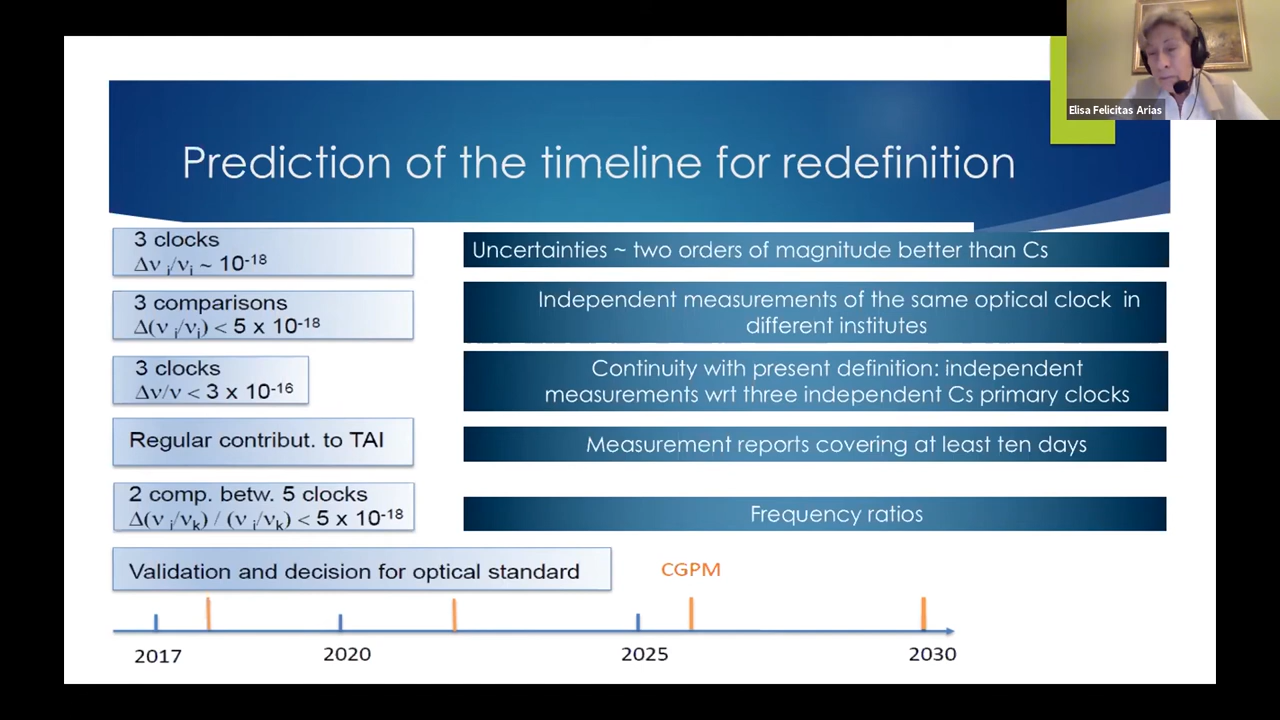 Elisa Felicitas Arias
Prediction of the timeline for redefinition
3 clocks
Δν i/νi ~ 10-18
Uncertainties ~ two orders of magnitude better than Cs
3 comparisons
Δ(ν i/νi) < 5 x 10-18
Independent measurements of the same optical clock in
different institutes
3 clocks
Δν/ν < 3 x 10-16
Continuity with present definition: independent
measurements wrt three independent Cs primary clocks
Regular contribut. to TAI
Measurement reports covering at least ten days
2 comp. betw. 5 clocks
Δ(ν i/νk) / (ν i/νk) < 5 x 10-18
Frequency ratios
Validation and decision for optical standard
CGPM
2017
2020
2025
2030